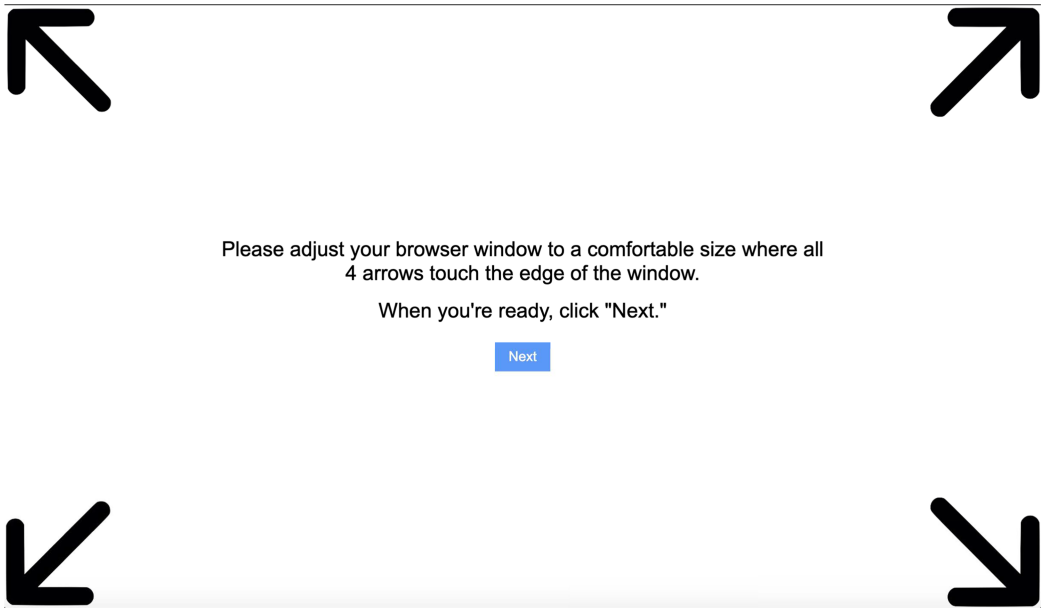 Please adjust your browser window to a comfortable size where all
4 arrows touch the edge of the window.
When you're ready, click "Next."
Next